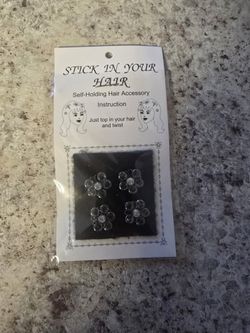 STICK IN YOUR
HAIR
Self-Holding Hair Accessory
Instruction
Just top in your hair
and twist